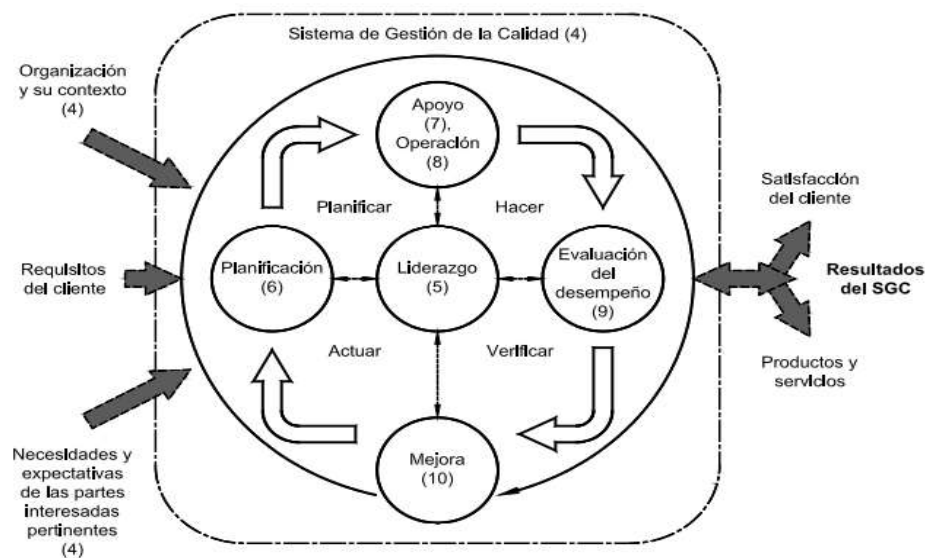 Sistema de Gestión de la Calidad (4)
Organización
y su contexto
(4)
Apoyo
(7),
Operación
(8)
Satisfacción
del cliente
Planificar
Hacer
Requisitos
del cliente
Planificación
(6)
Liderazgo
(5)
Evaluación
del
desempeño
(9)
Resultados
del SGC
Actuar
Verificar
Productos y
servicios
Mejora
(10)
Necesidades y
expectativas
de las partes
interesadas
pertinentes
(4)